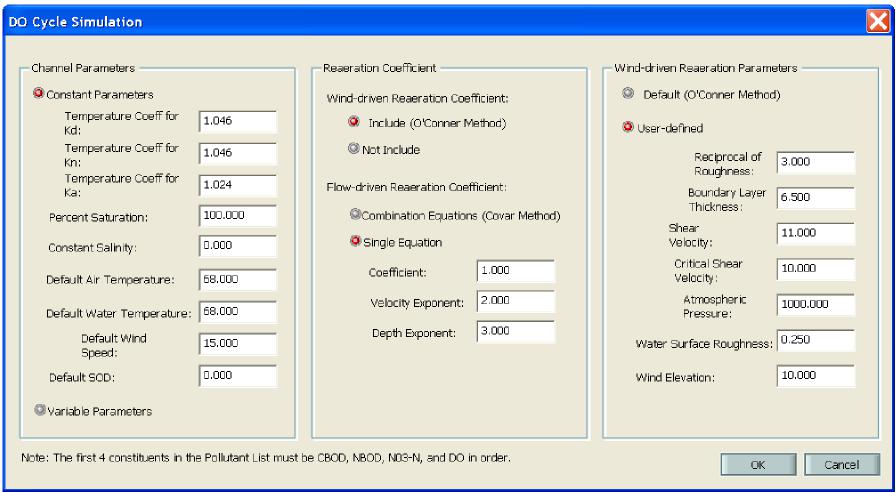 DO Cycle Simulation
Channel Parameters
Constant Parameters
Temperature Coeff for
Kd:
1.046
Temperature Coeff for
Kn:
1.046
Temperature Coeff for
Ka:
1.024
Percent Saturation:
100.000
Constant Salinity:
0.000
Default Air Temperature:
68.000
Default Water Temperature:
68.000
Default Wind
Speed:
15.000
Default SOD:
0.000
Variable Parameters
Reaeration Coefficient
Wind-driven Reaeration Coefficient:
Include (O'Conner Method)
Not Include
Flow-driven Reaeration Coefficient:
Combination Equations (Covar Method)
Single Equation
Coefficient:
1.000
Velocity Exponent:
2.000
Depth Exponent:
3.000
Wind-driven Reaeration Parameters
Default (O'Conner Method)
User-defined
Reciprocal of
Roughness:
3.000
Boundary Layer
Thickness:
6.500
Shear
Velocity:
11.000
Critical Shear
Velocity:
10.000
Atmospheric
Pressure:
1000.000
Water Surface Roughness:
0.250
Wind Elevation:
10.000
Note: The first 4 constituents in the Pollutant List must be CBOD, NBOD, N03-N, and DO in order.
OK
Cancel